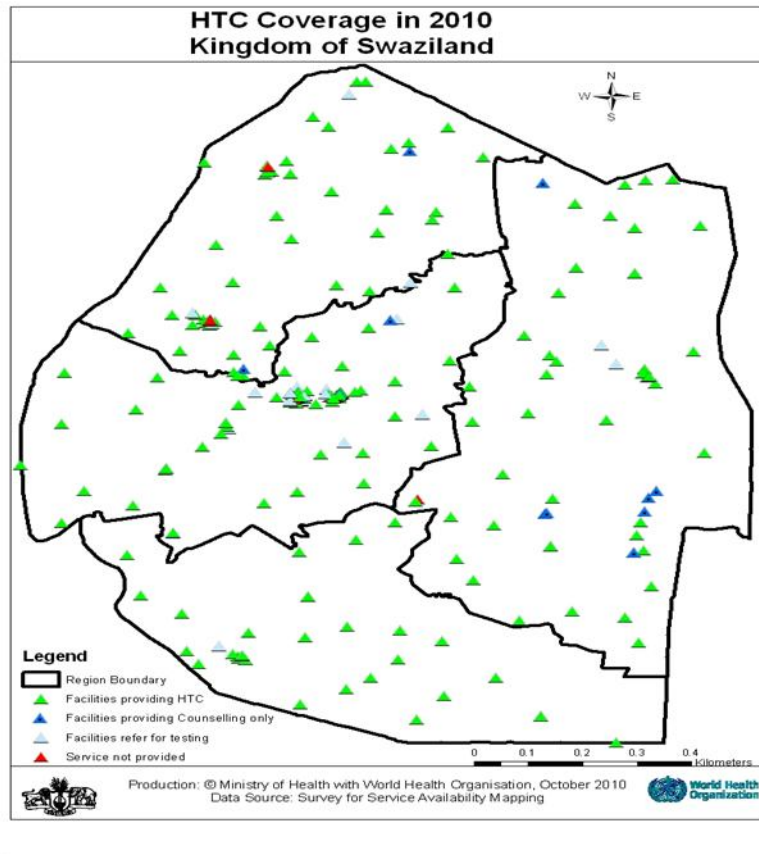 HTC Coverage in 2010
Kingdom of Swaziland
N
W E
S
Legend
Region Boundary
Facilities providing HTC
Facilities providing Counselling only
Facilities refer for testing
Service not provided
0 0.1 0.2 0.3 0.4
Kilometers
Production: © Ministry of Health with World Health Organisation, October 2010
Data Source: Survey for Service Availability Mapping
World Health
Organization